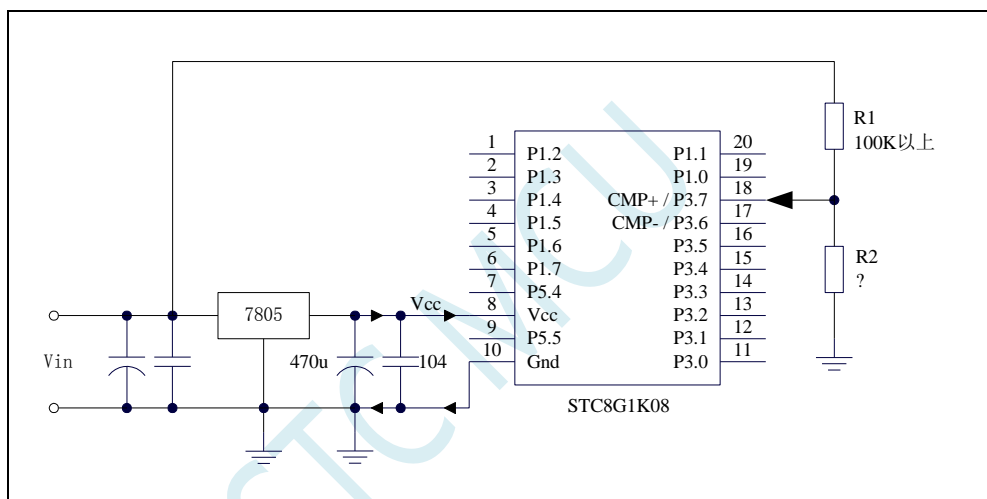 R1
100K以上
1
P1.2
P1.1
20
2
P1.3
P1.0
19
3
P1.4
CMP+ / P3.7
18
4
P1.5
CMP- / P3.6
17
5
P1.6
P3.5
16
6
P1.7
P3.4
15
7
P5.4
P3.3
14
8
Vcc
P3.2
13
9
P5.5
P3.1
12
10
Gnd
P3.0
11
R2
?
Vcc
7805
Vin
470u
104
STC8G1K08
STCMCU